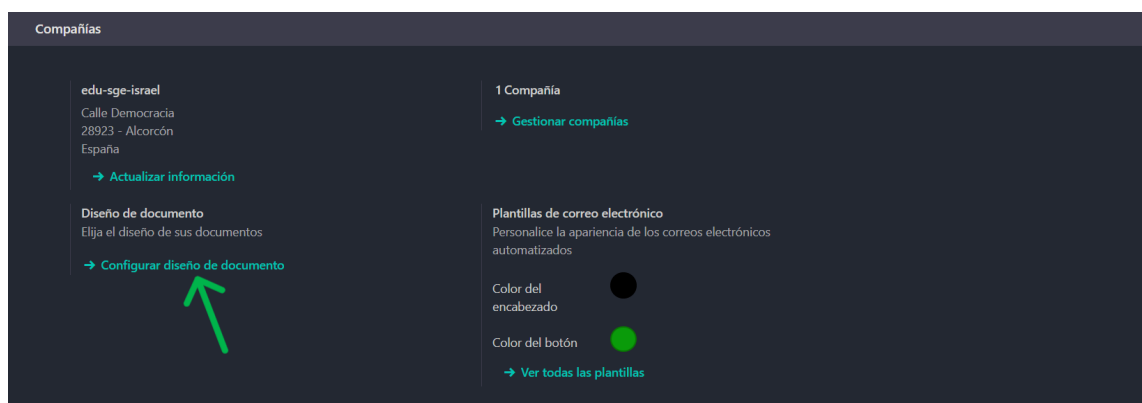 Compañías
edu-sge-israel
Calle Democracia
28923 - Alcorcón
España
→ Actualizar información
1 Compañía
→ Gestionar compañías
Diseño de documento
Elija el diseño de sus documentos
→ Configurar diseño de documento
Plantillas de correo electrónico
Personalice la apariencia de los correos electrónicos
automatizados
Color del
encabezado
Color del botón
→ Ver todas las plantillas